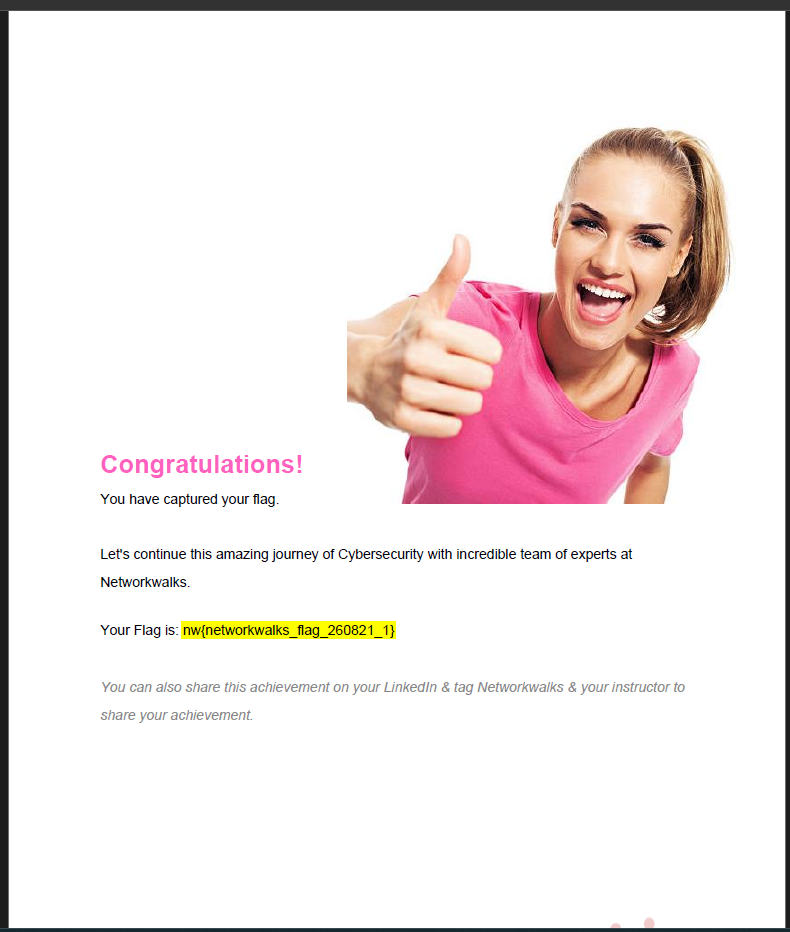 Congratulations!
You have captured your flag.
Let's continue this amazing journey of Cybersecurity with incredible team of experts at
Networkwalks.
Your Flag is: nw{networkwalks_flag_260821_1}
You can also share this achievement on your LinkedIn & tag Networkwalks & your instructor to
share your achievement.